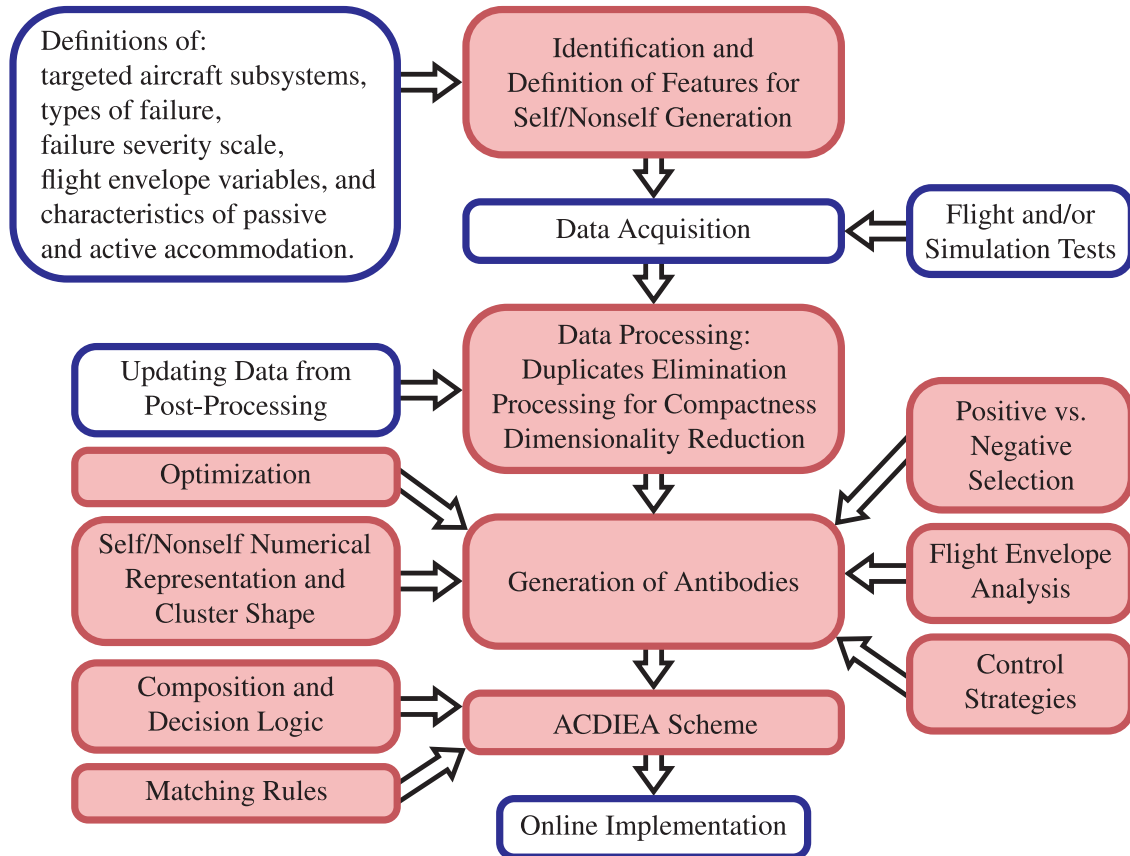 Definitions of:
targeted aircraft subsystems,
types of failure,
failure severity scale,
flight envelope variables, and
characteristics of passive
and active accommodation.
Identification and
Definition of Features for
Self/Nonself Generation
Data Acquisition
Flight and/or
Simulation Tests
Updating Data from
Post-Processing
Data Processing:
Duplicates Elimination
Processing for Compactness
Dimensionality Reduction
Positive vs.
Negative
Selection
Optimization
Self/Nonself Numerical
Representation and
Cluster Shape
Generation of Antibodies
Flight Envelope
Analysis
Control
Strategies
Composition and
Decision Logic
ACDIEA Scheme
Matching Rules
Online Implementation